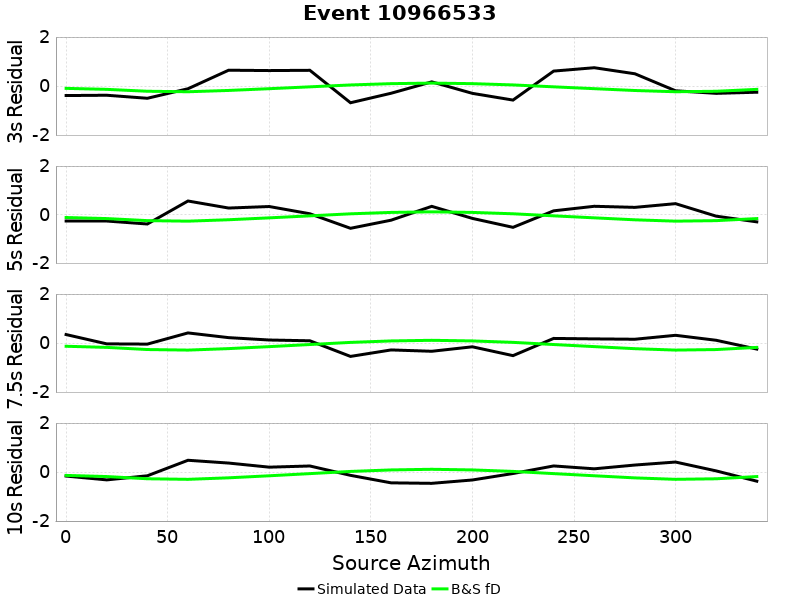 Event 10966533
3s Residual
2
0
-2
5s Residual
2
0
-2
7.5s Residual
2
0
-2
10s Residual
2
0
-2
0 50 100 150 200 250 300
Source Azimuth
Simulated Data B&S fD